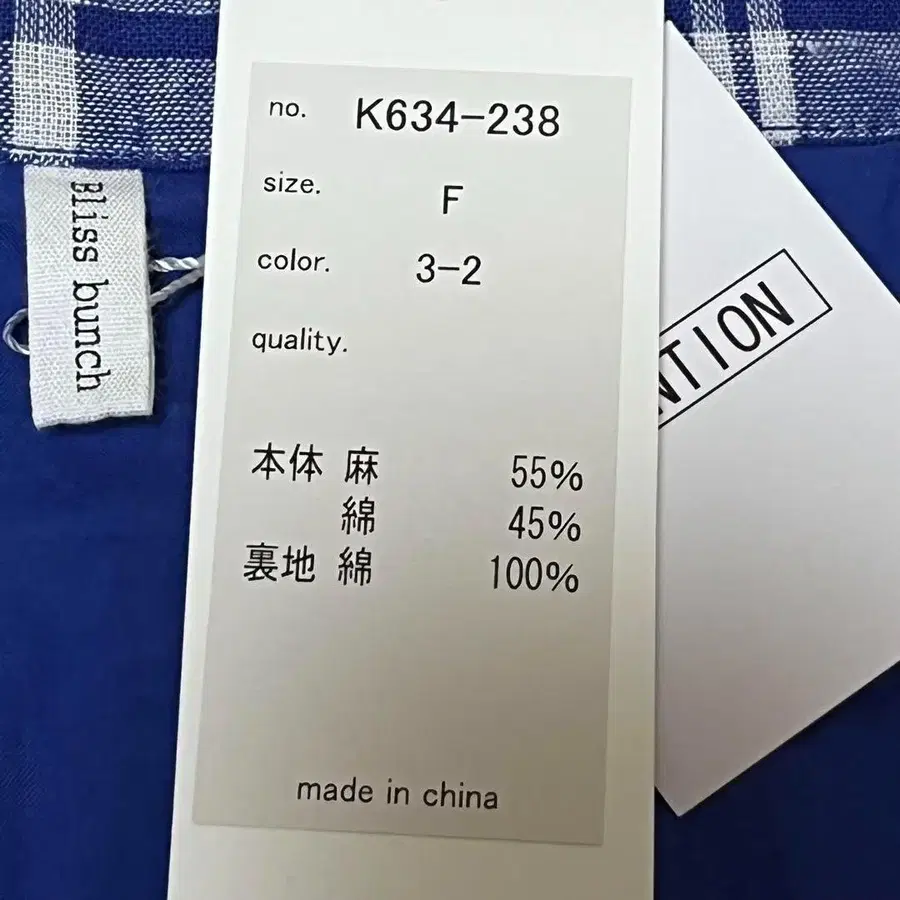 no. K634-238
size. F
color. 3-2
quality.
本体 麻 55%
綿 45%
裏地 綿 100%
made in china
Bliss bunch